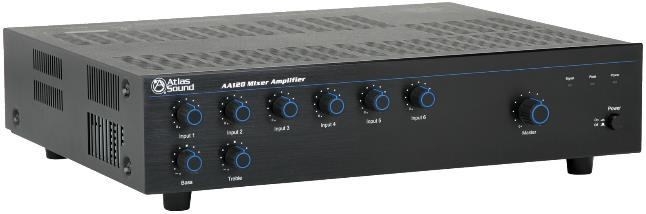 Atlas
Sound
AA120 Mixer Amplifier
Signal Peak Power
Input 1 Input 2 Input 3 Input 4 Input 5 Input 6
Power
On
Off
Master
Bass Treble